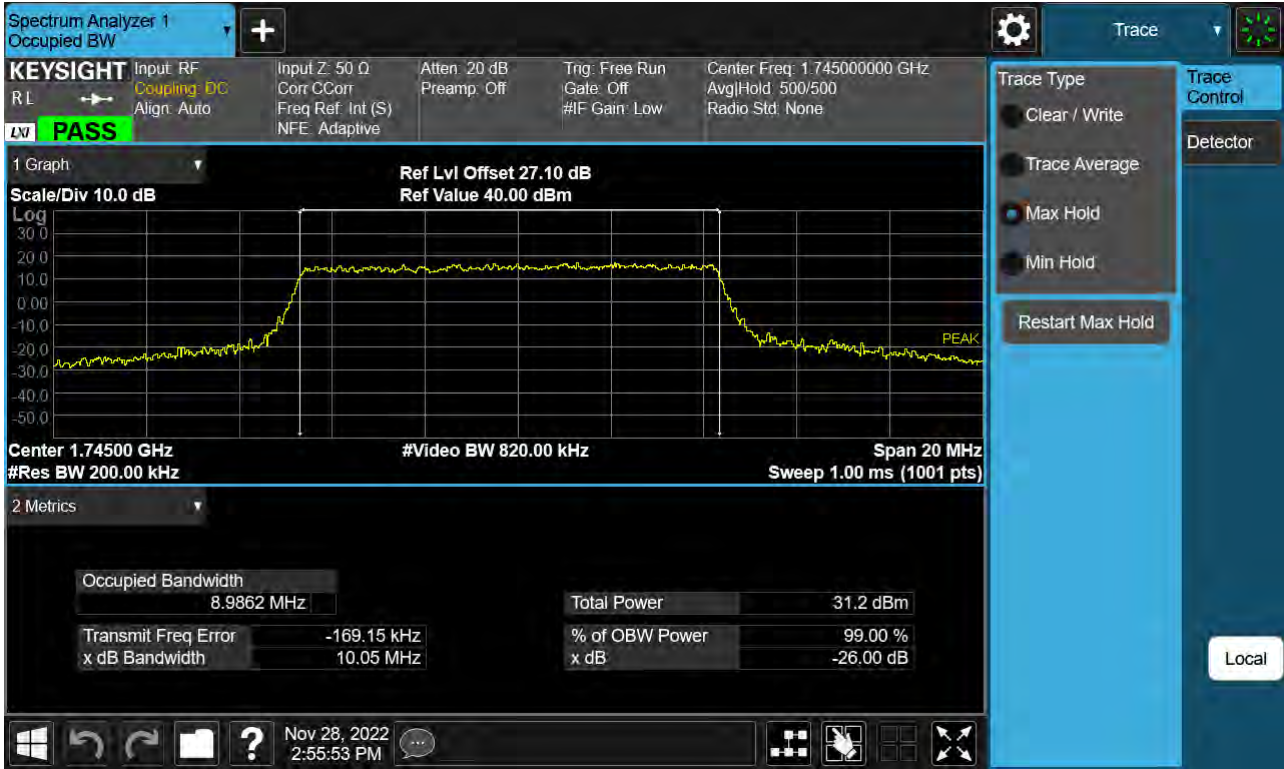 Spectrum Analyzer 1
Occupied BW
+
Trace
KEYSIGHT
R L
LXI
PASS
Input: RF
Coupling: DC
Align: Auto
Input Z: 50 Ω
Corr CCorr
Freq Ref: Int (S)
NFE: Adaptive
Atten: 20 dB
Preamp: Off
Trig: Free Run
Gate: Off
#IF Gain: Low
Center Freq: 1.745000000 GHz
Avg|Hold: 500/500
Radio Std: None
Trace Type
Clear / Write
Trace Average
Max Hold
Min Hold
Restart Max Hold
Trace
Control
Detector
Local
1 Graph
Scale/Div 10.0 dB
Ref Lvl Offset 27.10 dB
Ref Value 40.00 dBm
Log
30.0
20.0
10.0
0.00
-10.0
-20.0
-30.0
-40.0
-50.0
PEAK
Center 1.74500 GHz
#Res BW 200.00 kHz
#Video BW 820.00 kHz
Span 20 MHz
Sweep 1.00 ms (1001 pts)
2 Metrics
Occupied Bandwidth
8.9862 MHz
Transmit Freq Error -169.15 kHz
x dB Bandwidth 10.05 MHz
Total Power 31.2 dBm
% of OBW Power 99.00 %
x dB -26.00 dB
?
Nov 28, 2022
2:55:53 PM